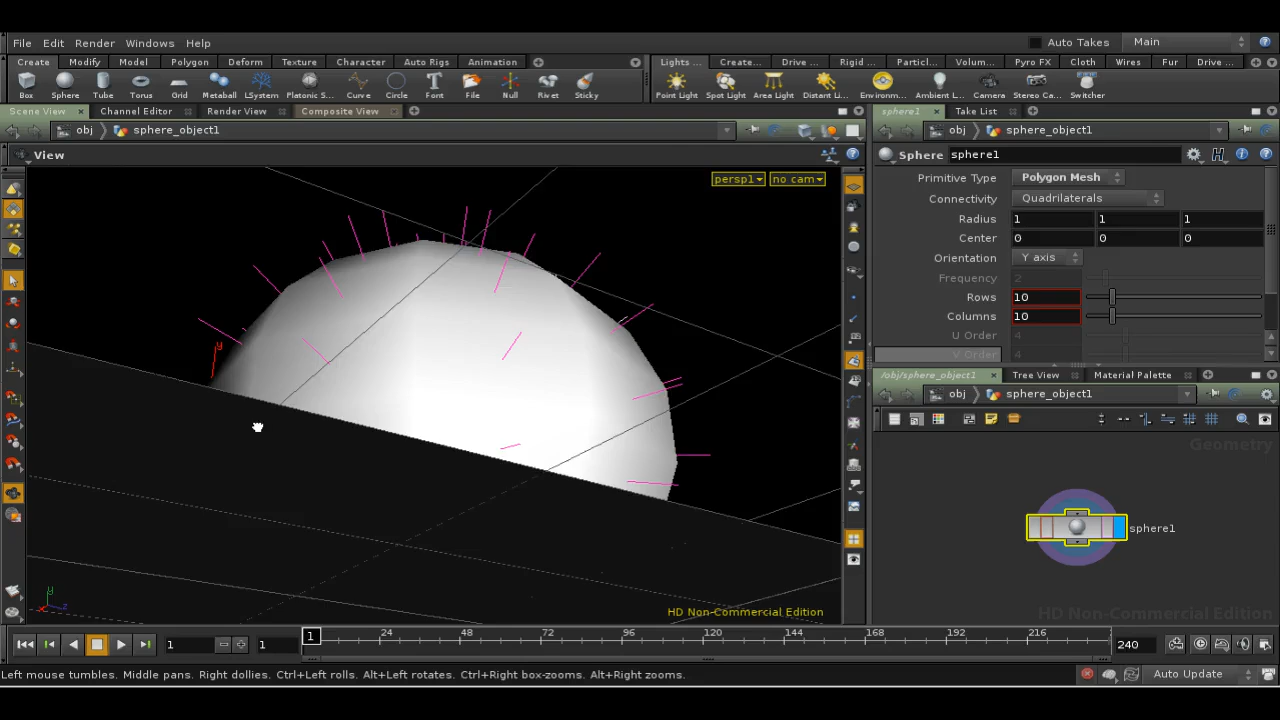 File Edit Render Windows Help Auto Takes Main
Create Modify Model Polygon Deform Texture Character Auto Rigs Animation Lights ... Create... Drive ... Rigid ... Particl... Volum... Pyro FX Cloth Wires Fur Drive ...
Box Sphere Tube Torus Grid Metaball LSystem Platonic S... Curve Circle Font File Null Rivet Sticky Point Light Spot Light Area Light Distant Li... Environm... Ambient L... Camera Stereo Ca... Switcher
Scene View Channel Editor Render View Composite View sphere1 Take List
obj sphere_object1 obj sphere_object1
View Sphere sphere1
persp1 no cam
Primitive Type Polygon Mesh
Connectivity Quadrilaterals
Radius 1 1 1
Center 0 0 0
Orientation Y axis
Frequency 2
Rows 10
Columns 10
U Order 4
V Order 4
y
/obj/sphere_object1 Tree View Material Palette
obj sphere_object1
Geometry
sphere1
y
x z
HD Non-Commercial Edition
HD Non-Commercial Edition
1 1 1 24 48 72 96 120 144 168 192 216 240
Left mouse tumbles. Middle pans. Right dollies. Ctrl+Left rolls. Alt+Left rotates. Ctrl+Right box-zooms. Alt+Right zooms. Auto Update